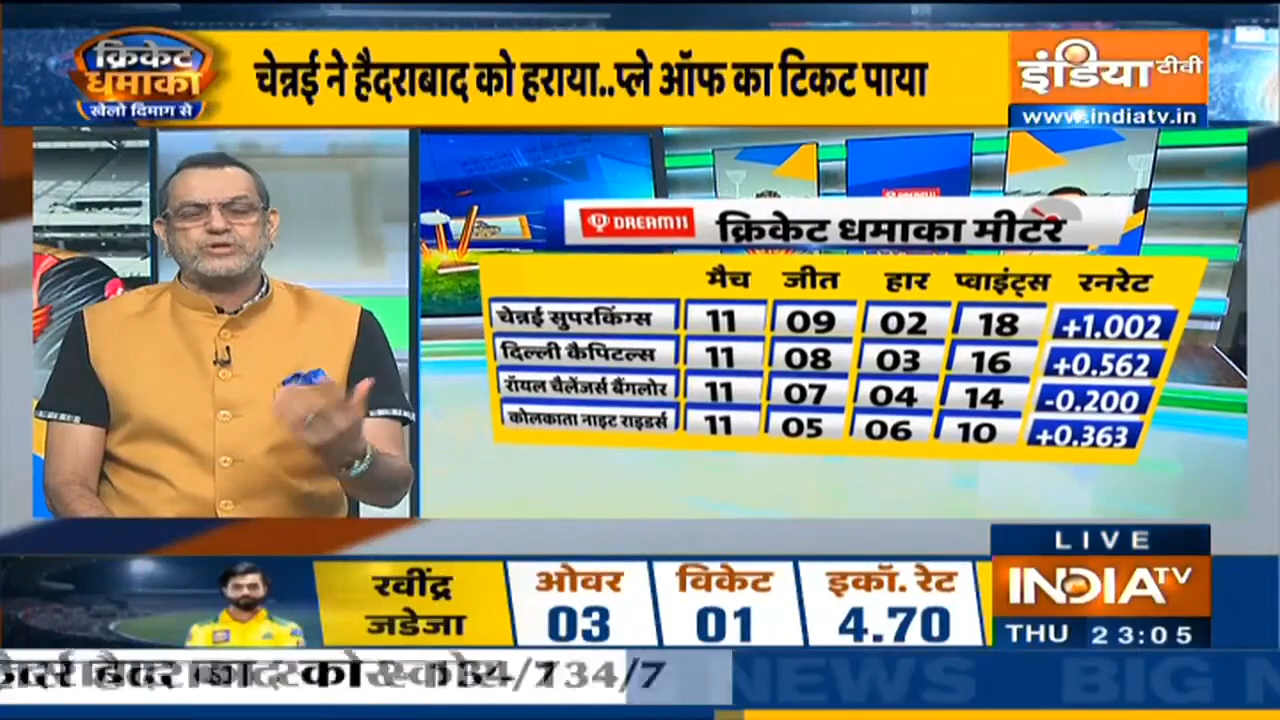 क्रिकेट
धमाका
खेलो दिमाग से
चेन्नई ने हैदराबाद को हराया..प्ले ऑफ का टिकट पाया
इंडिया टीवी
www.indiatv.in
DREAM11 क्रिकेट धमाका मीटर
मैच जीत हार प्वाइंट्स रनरेट
चेन्नई सुपरकिंग्स 11 09 02 18 +1.002
दिल्ली कैपिटल्स 11 08 03 16 +0.562
रॉयल चैलेंजर्स बैंगलोर 11 07 04 14 -0.200
कोलकाता नाइट राइडर्स 11 05 06 10 +0.363
LIVE
INDIA TV
THU 23:05
रवींद्र
जडेजा
ओवर विकेट इकॉ. रेट
03 01 4.70
134/7
NEWS BIG N